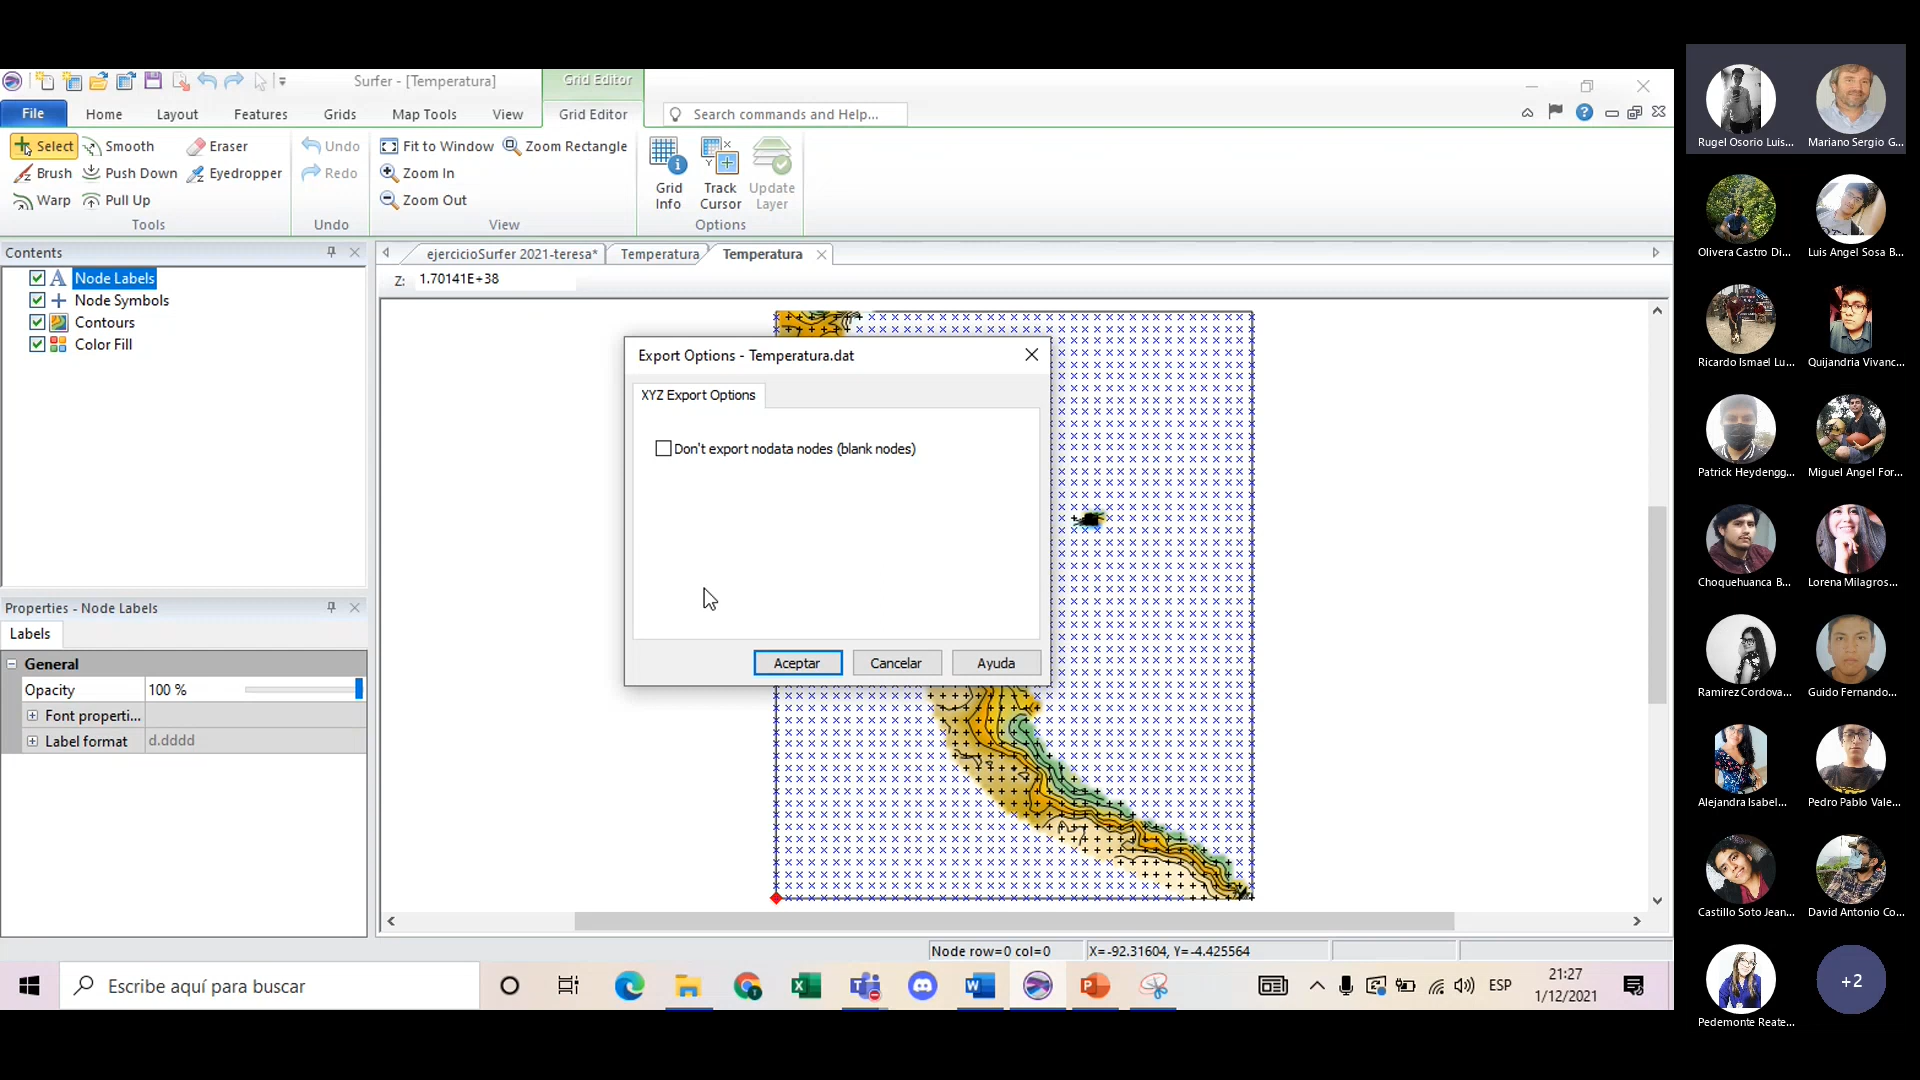 Surfer - [Temperatura]
Grid Editor
File
Home
Layout
Features
Grids
Map Tools
View
Grid Editor
Search commands and Help...
Select
Smooth
Eraser
Brush
Push Down
Eyedropper
Warp
Pull Up
Tools
Undo
Redo
Undo
Fit to Window
Zoom Rectangle
Zoom In
Zoom Out
View
Grid
Info
Track
Cursor
Update
Layer
Options
Contents
Node Labels
Node Symbols
Contours
Color Fill
ejercicioSurfer 2021-teresa*
Temperatura
Temperatura
Z:
1.70141E+38
Export Options - Temperatura.dat
XYZ Export Options
Don't export nodata nodes (blank nodes)
Aceptar
Cancelar
Ayuda
Properties - Node Labels
Labels
General
Opacity
100 %
Font properti...
Label format
d.dddd
Node row=0 col=0
X=-92.31604, Y=-4.425564
Escribe aquí para buscar
ESP
21:27
1/12/2021
Rugel Osorio Luis...
Mariano Sergio G...
Olivera Castro Di...
Luis Angel Sosa B...
Ricardo Ismael Lu...
Quijandria Vivanc...
Patrick Heydengg...
Miguel Angel For...
Choquehuanca B...
Lorena Milagros...
Ramirez Cordova...
Guido Fernando...
Alejandra Isabel...
Pedro Pablo Vale...
Castillo Soto Jean...
David Antonio Co...
Pedemonte Reate...
+2